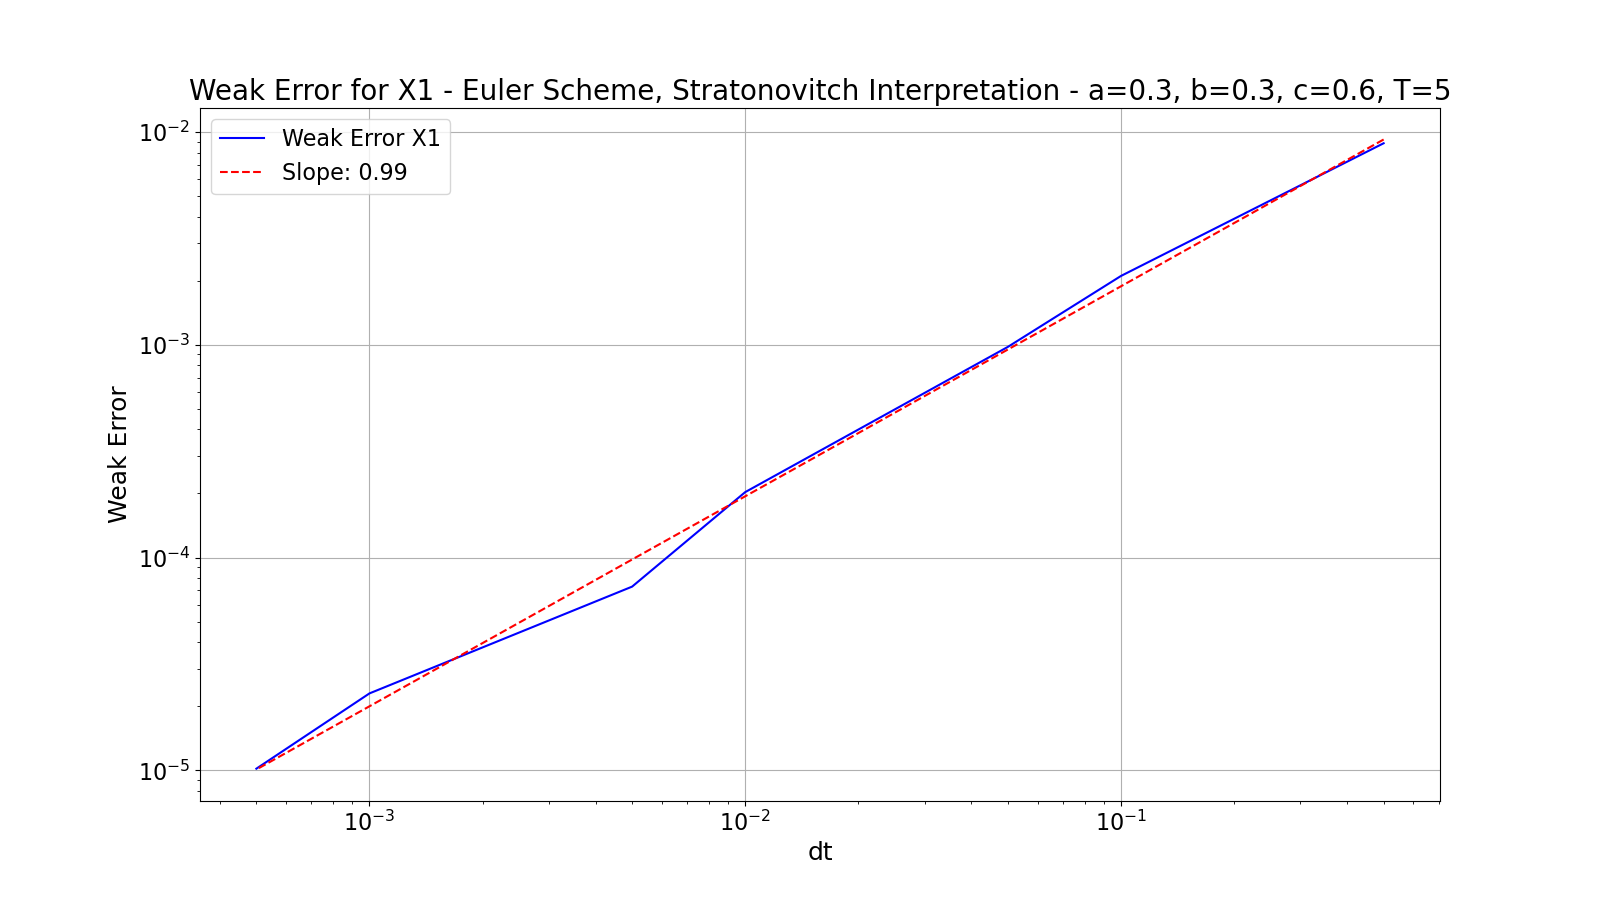 Weak Error for X1 - Euler Scheme, Stratonovitch Interpretation - a=0.3, b=0.3, c=0.6, T=5
Weak Error X1
Slope: 0.99
Weak Error
10⁻²
10⁻³
10⁻⁴
10⁻⁵
10⁻³ 10⁻² 10⁻¹
dt